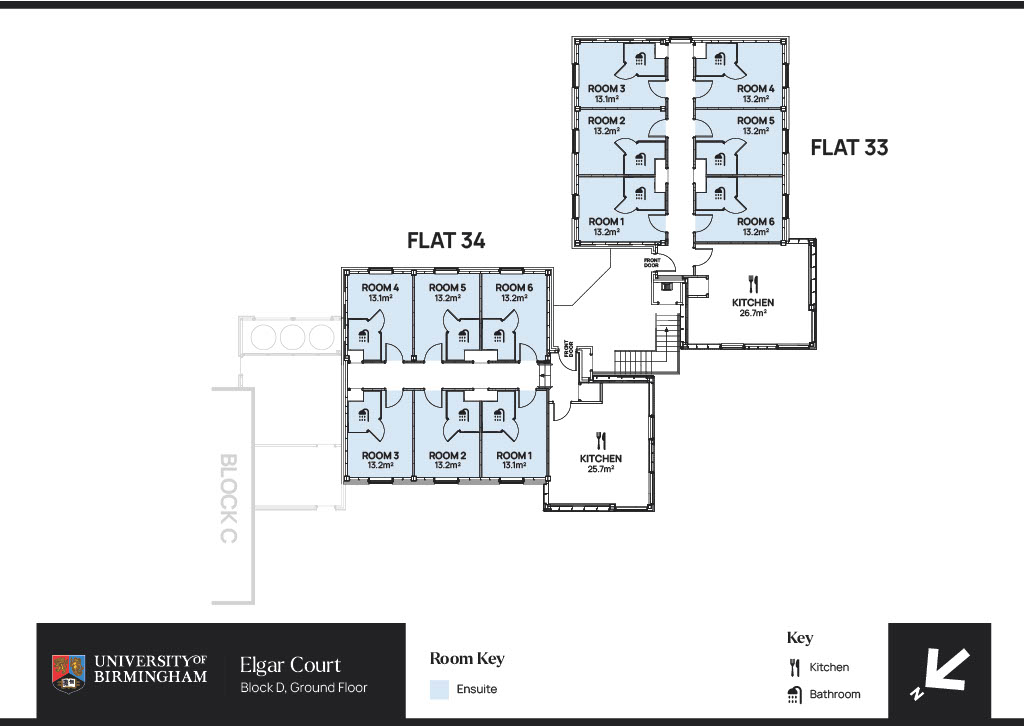 ROOM 3
13.1m²
ROOM 4
13.2m²
ROOM 2
13.2m²
ROOM 5
13.2m²
FLAT 33
ROOM 1
13.2m²
ROOM 6
13.2m²
FLAT 34
FRONT
DOOR
KITCHEN
26.7m²
ROOM 4
13.1m²
ROOM 5
13.2m²
ROOM 6
13.2m²
FRONT
DOOR
ROOM 3
13.2m²
ROOM 2
13.2m²
ROOM 1
13.1m²
KITCHEN
25.7m²
BLOCK C
UNIVERSITY OF
BIRMINGHAM
Elgar Court
Block D, Ground Floor
Room Key
Ensuite
Key
Kitchen
Bathroom
N